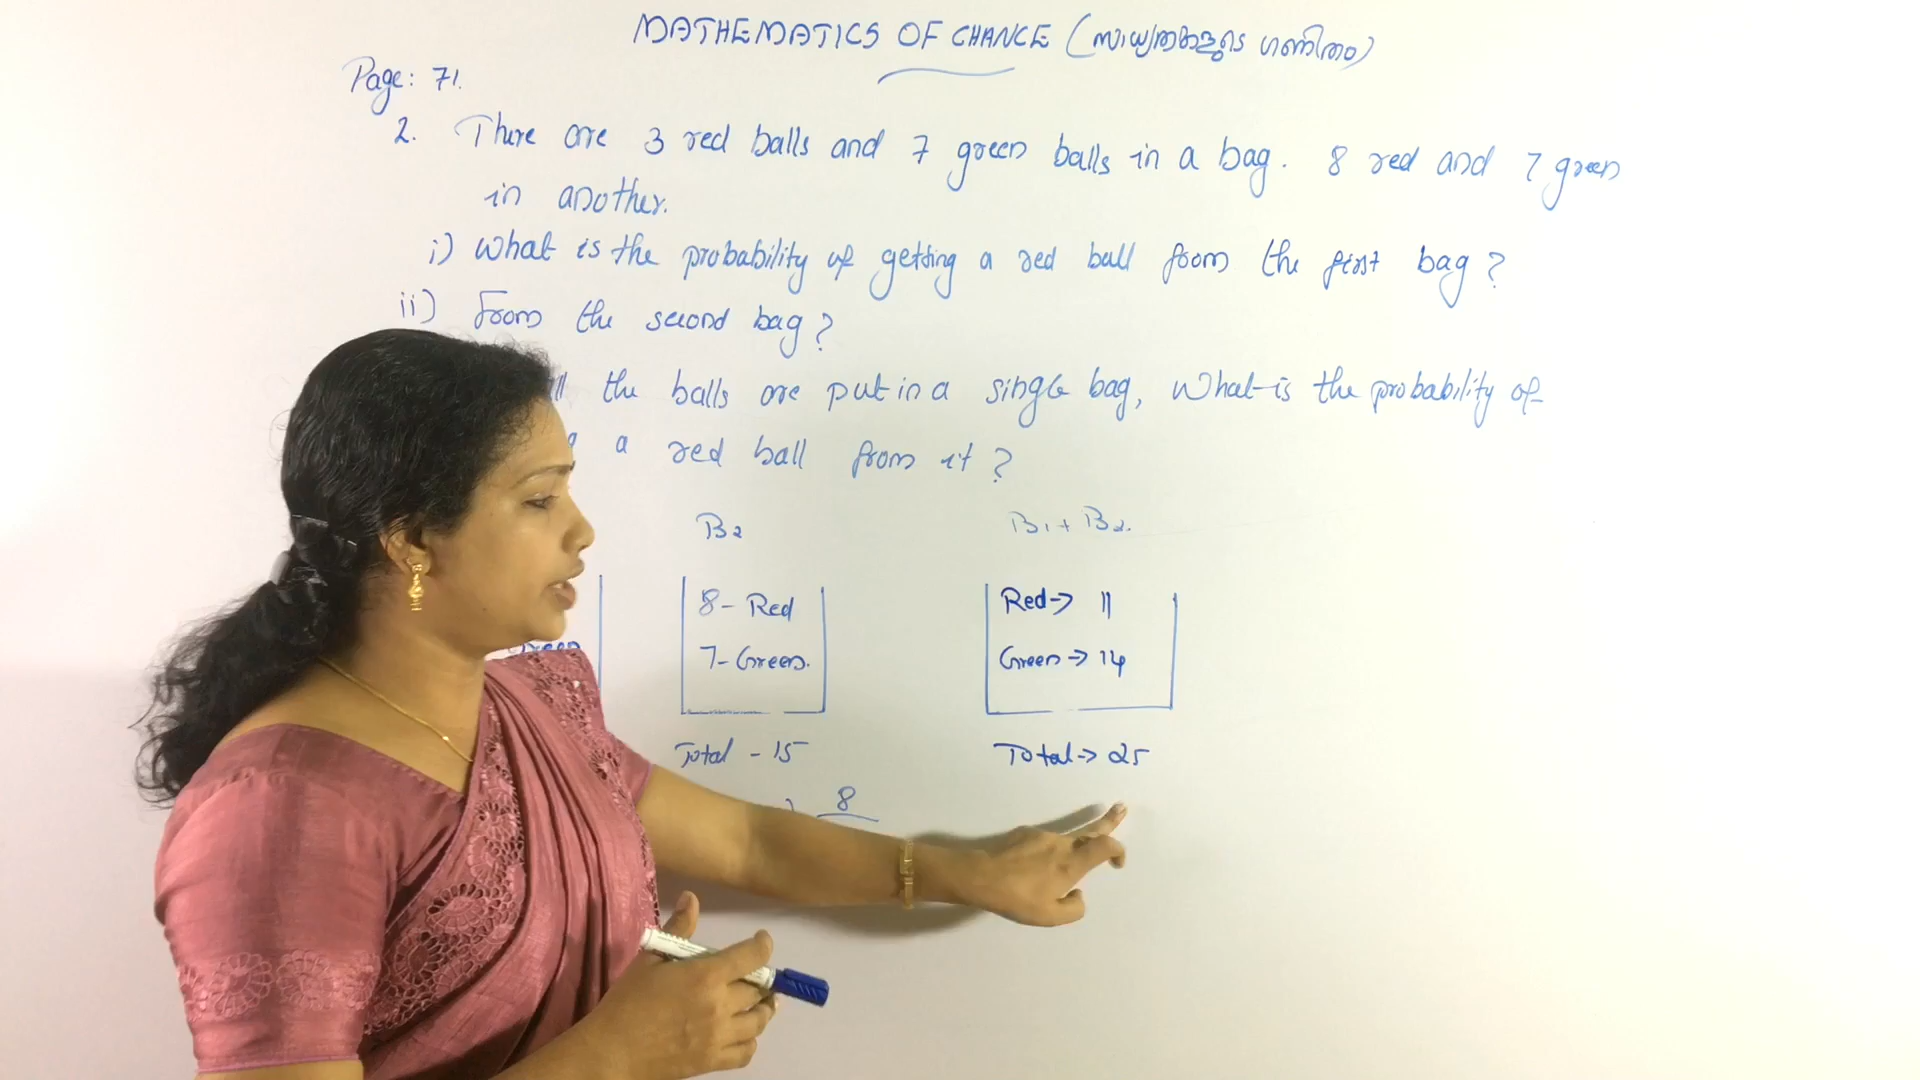 MATHEMATICS OF CHANCE (സാധ്യതകളുടെ ഗണിതം)
Page: 71.
2. There are 3 red balls and 7 green balls in a bag. 8 red and 7 green
in another.
i) What is the probability of getting a red ball from the first bag?
ii) From the second bag?
the balls are put in a single bag, What is the probability of
a red ball from it?
B2 B1 + B2.
8 - Red Red → 11
Green 7 - Green. Green → 14
Total - 15 Total → 25
8